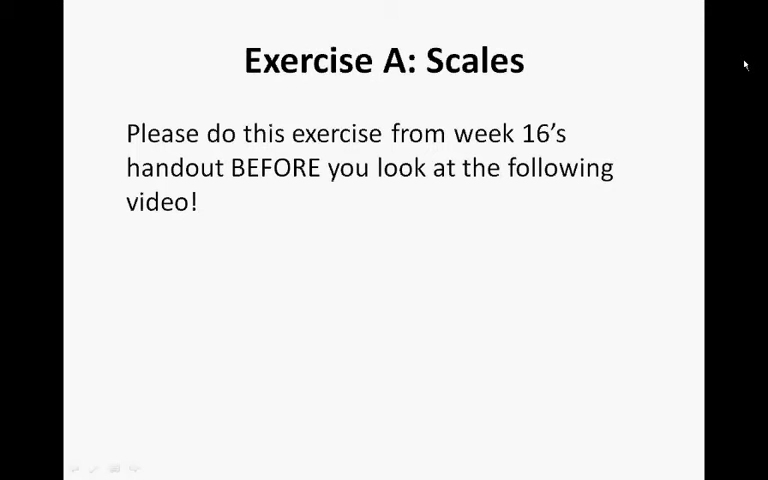 Exercise A: Scales
Please do this exercise from week 16’s
handout BEFORE you look at the following
video!